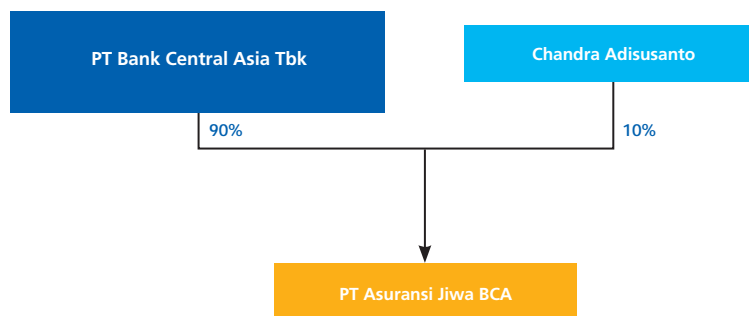 PT Bank Central Asia Tbk
Chandra Adisusanto
90%
10%
PT Asuransi Jiwa BCA